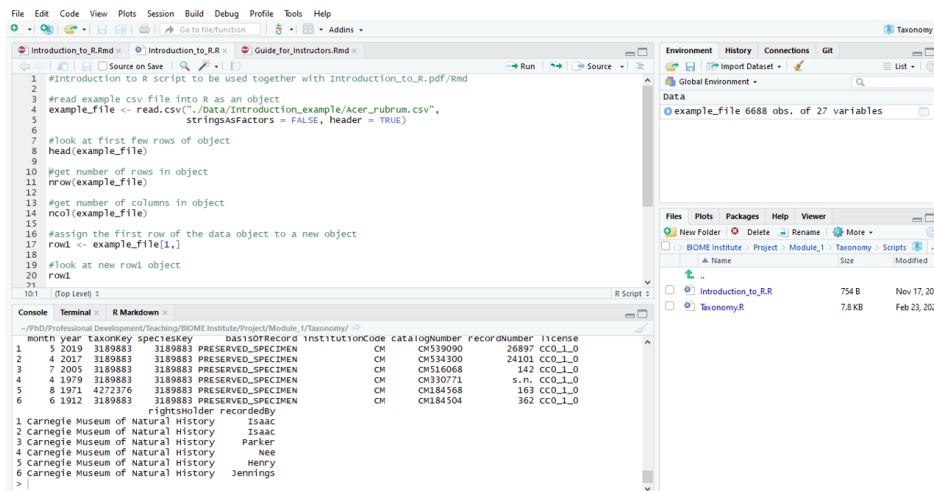 File Edit Code View Plots Session Build Debug Profile Tools Help
Go to file/function Addins Taxonomy
Introduction_to_R.Rmd Introduction_to_R.R Guide_for_Instructors.Rmd
Source on Save Run Source
1 #Introduction to R script to be used together with Introduction_to_R.pdf/Rmd
2
3 #read example csv file into R as an object
4 example_file <- read.csv("./Data/Introduction_example/Acer_rubrum.csv",
5 stringsAsFactors = FALSE, header = TRUE)
6
7 #look at first few rows of object
8 head(example_file)
9
10 #get number of rows in object
11 nrow(example_file)
12
13 #get number of columns in object
14 ncol(example_file)
15
16 #assign the first row of the data object to a new object
17 row1 <- example_file[1,]
18
19 #look at new row1 object
20 row1
21
10:1 (Top Level) R Script
Console Terminal R Markdown
~/PhD/Professional Development/Teaching/BIOME Institute/Project/Module_1/Taxonomy/
month year taxonKey speciesKey basisOfRecord institutionCode catalogNumber recordNumber license
1 5 2019 3189883 3189883 PRESERVED_SPECIMEN CM CM539090 26897 CC0_1_0
2 4 2017 3189883 3189883 PRESERVED_SPECIMEN CM CM534300 24101 CC0_1_0
3 7 2005 3189883 3189883 PRESERVED_SPECIMEN CM CM516068 142 CC0_1_0
4 4 1979 3189883 3189883 PRESERVED_SPECIMEN CM CM330771 s.n. CC0_1_0
5 8 1971 4272376 3189883 PRESERVED_SPECIMEN CM CM184568 163 CC0_1_0
6 6 1912 3189883 3189883 PRESERVED_SPECIMEN CM CM184504 362 CC0_1_0
rightsHolder recordedBy
1 Carnegie Museum of Natural History Isaac
2 Carnegie Museum of Natural History Isaac
3 Carnegie Museum of Natural History Parker
4 Carnegie Museum of Natural History Nee
5 Carnegie Museum of Natural History Henry
6 Carnegie Museum of Natural History Jennings
>
Environment History Connections Git
Import Dataset List
Global Environment
Data
example_file 6688 obs. of 27 variables
Files Plots Packages Help Viewer
New Folder Delete Rename More
BIOME Institute Project Module_1 Taxonomy Scripts
Name Size Modified
..
Introduction_to_R.R 754 B Nov 17, 20
Taxonomy.R 7.8 KB Feb 23, 202